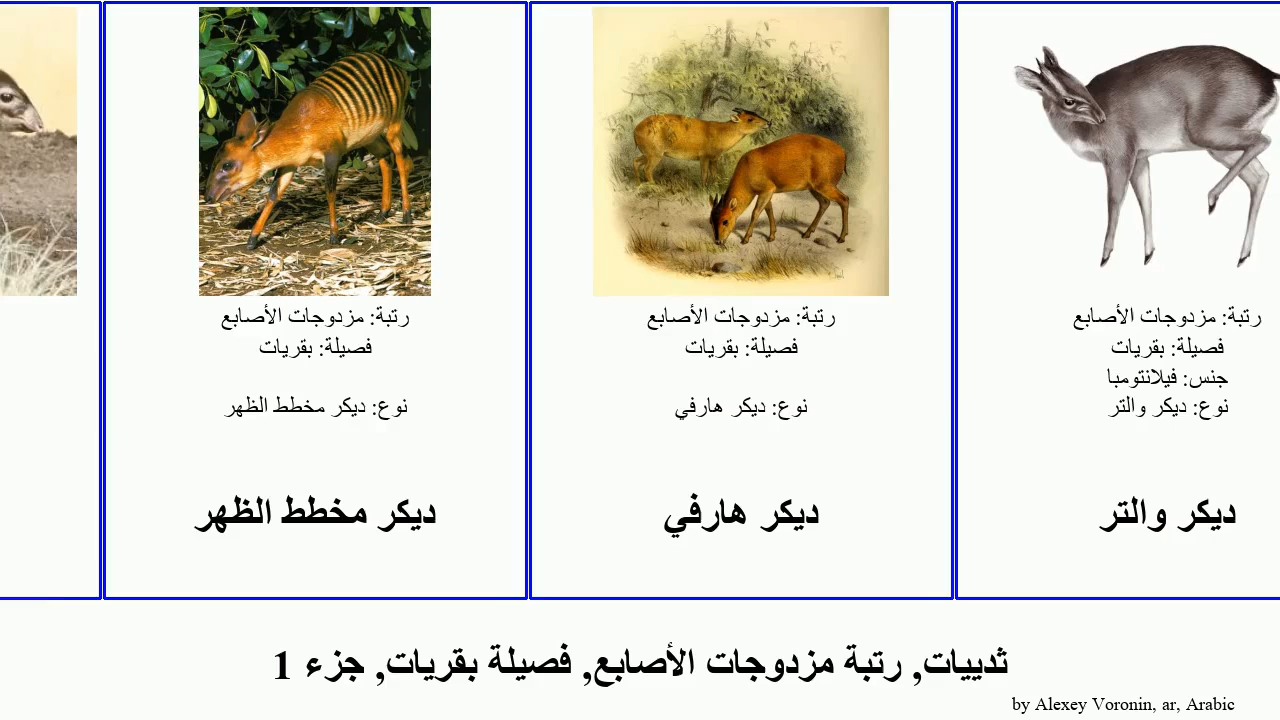 رتبة: مزدوجات الأصابع
فصيلة: بقريات
نوع: ديكر مخطط الظهر
ديكر مخطط الظهر
رتبة: مزدوجات الأصابع
فصيلة: بقريات
نوع: ديكر هارفي
ديكر هارفي
رتبة: مزدوجات الأصابع
فصيلة: بقريات
جنس: فيلانتومبا
نوع: ديكر والتر
ديكر والتر
ثدييات, رتبة مزدوجات الأصابع, فصيلة بقريات, جزء 1
by Alexey Voronin, ar, Arabic